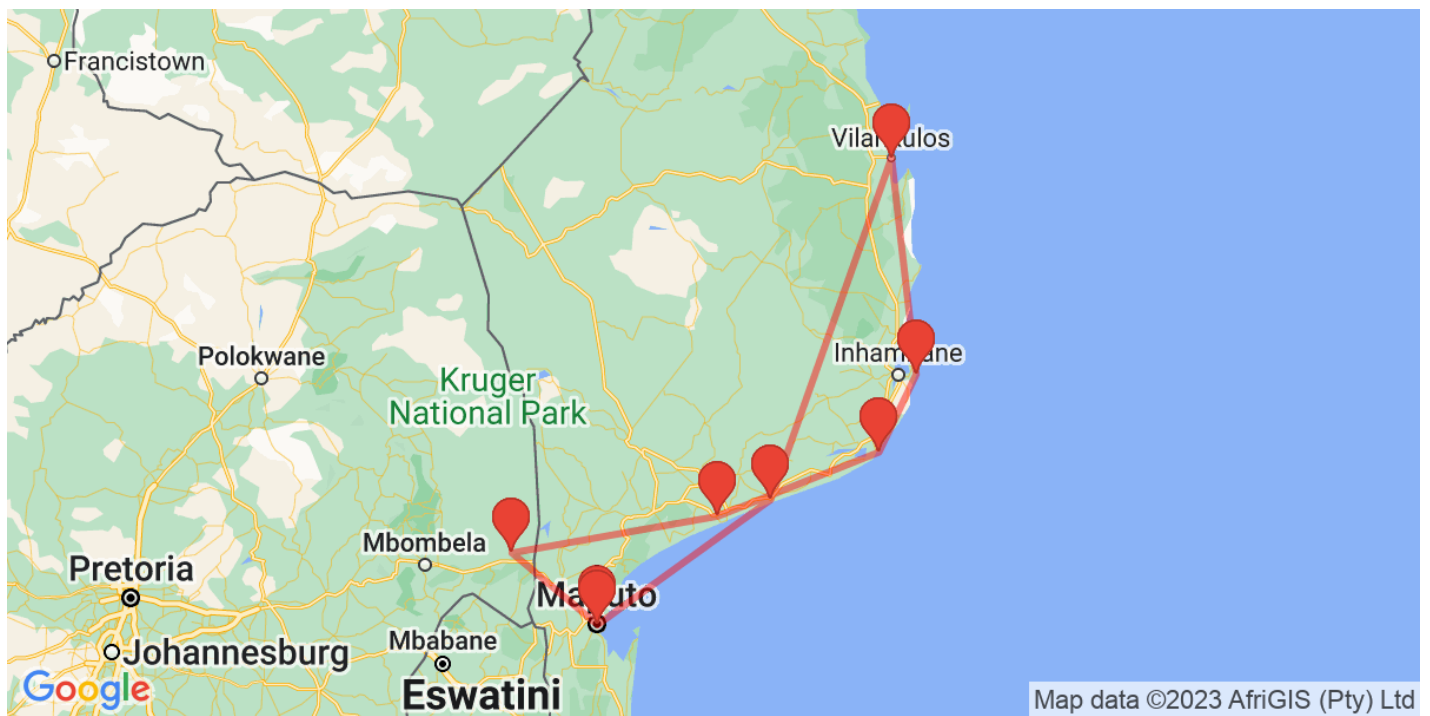 Francistown
Vilankulos
Polokwane
Inhambane
Kruger
National Park
Mbombela
Pretoria
Maputo
Mbabane
Johannesburg
Eswatini
Google
Map data ©2023 AfriGIS (Pty) Ltd